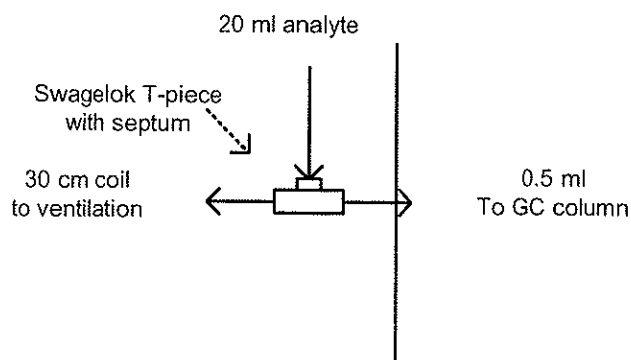 20 ml analyte
Swagelok T-piece
with septum
30 cm coil
to ventilation
0.5 ml
To GC column